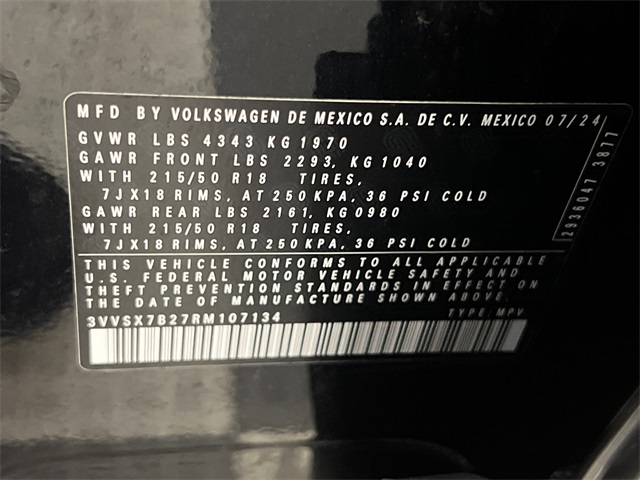 MFD BY VOLKSWAGEN DE MEXICO S.A. DE C.V. MEXICO 07/24
GVWR LBS 4343 KG 1970
GAWR FRONT LBS 2293, KG 1040
WITH 215/50 R18 TIRES,
7JX18 RIMS, AT 250 KPA, 36 PSI COLD
GAWR REAR LBS 2161, KG 0980
WITH 215/50 R18 TIRES,
7JX18 RIMS, AT 250 KPA, 36 PSI COLD
2936047 3877
THIS VEHICLE CONFORMS TO ALL APPLICABLE
U.S. FEDERAL MOTOR VEHICLE SAFETY AND
THEFT PREVENTION STANDARDS IN EFFECT ON
THE DATE OF MANUFACTURE SHOWN ABOVE.
3VVSX7B27RM107134 TYPE: MPV